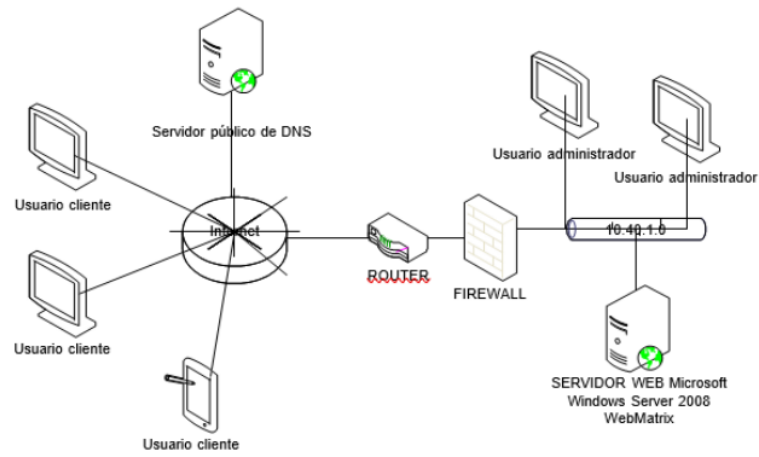 Servidor público de DNS
Usuario cliente
Usuario cliente
Usuario cliente
Internet
ROUTER
FIREWALL
Usuario administrador
Usuario administrador
10.40.1.0
SERVIDOR WEB Microsoft
Windows Server 2008
WebMatrix